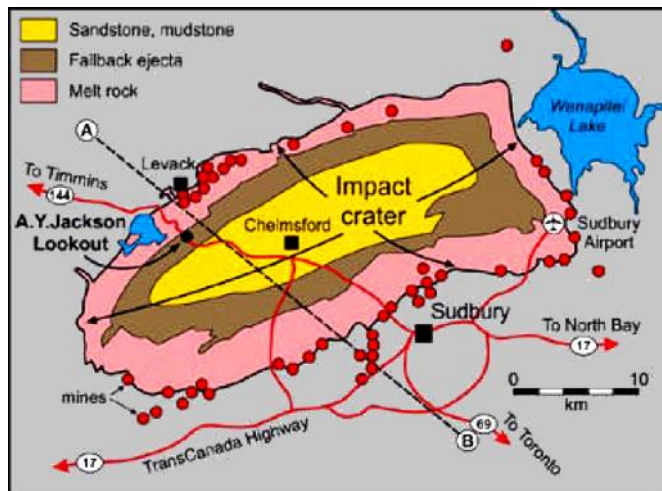 Sandstone, mudstone
Fallback ejecta
Melt rock
Wanapitei
Lake
A
Levack
To Timmins
144
Impact
crater
A.Y.Jackson
Lookout
Chelmsford
Sudbury
Airport
Sudbury
To North Bay
17
mines
0 10
km
69
To Toronto
B
TransCanada Highway
17